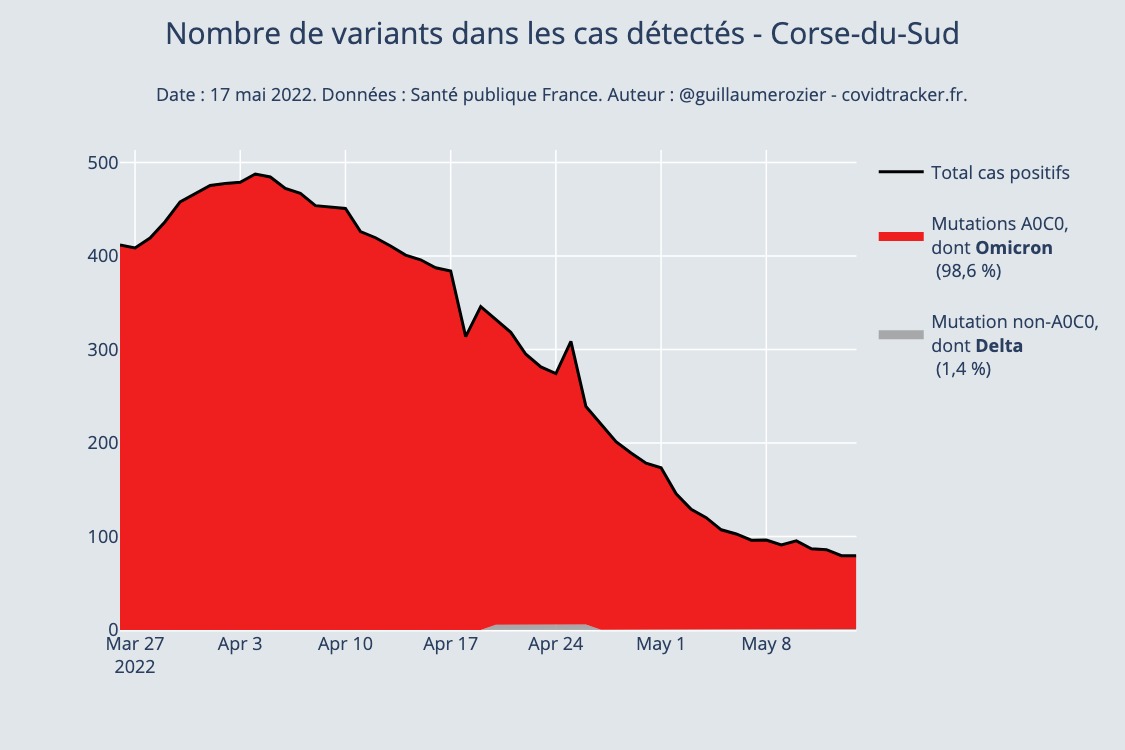 Nombre de variants dans les cas détectés - Corse-du-Sud
Date : 17 mai 2022. Données : Santé publique France. Auteur : @guillaumerozier - covidtracker.fr.
500
400
300
200
100
0
Mar 27
2022
Apr 3
Apr 10
Apr 17
Apr 24
May 1
May 8
Total cas positifs
Mutations A0C0,
dont Omicron
(98,6 %)
Mutation non-A0C0,
dont Delta
(1,4 %)